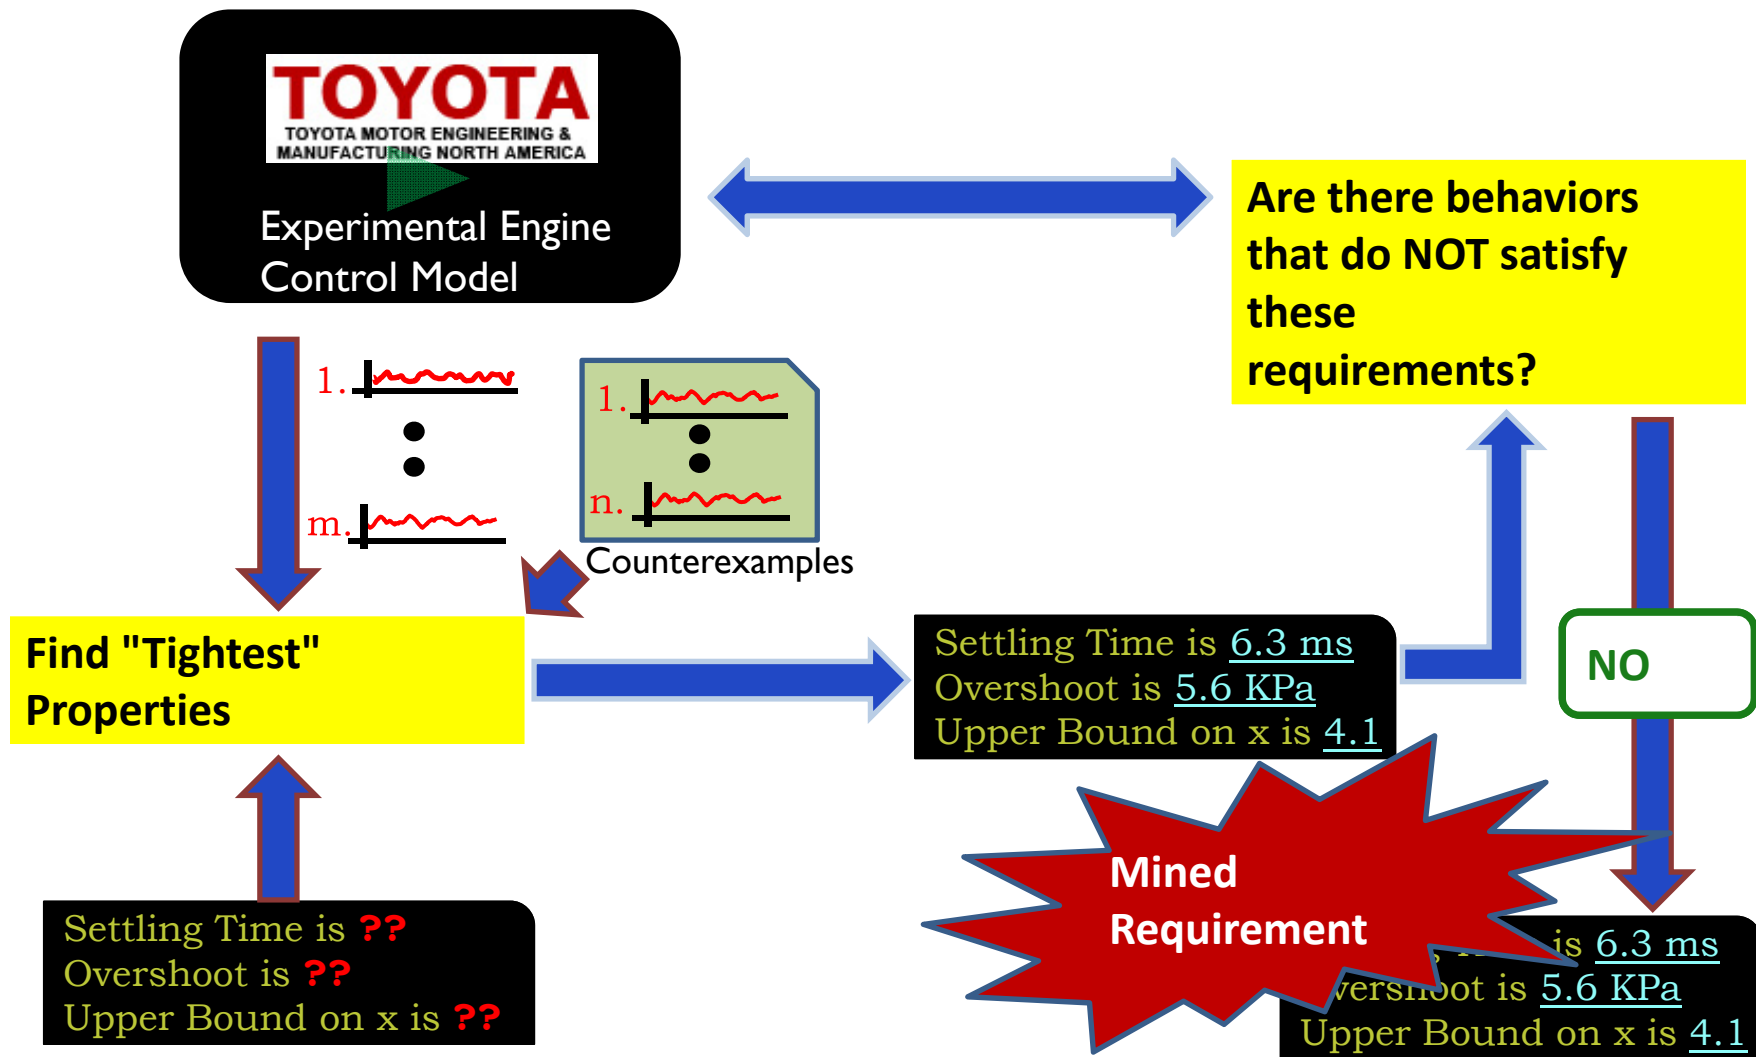 TOYOTA
TOYOTA MOTOR ENGINEERING &
MANUFACTURING NORTH AMERICA
Experimental Engine
Control Model
Are there behaviors
that do NOT satisfy
these
requirements?
1.
m.
1.
n.
Counterexamples
Find "Tightest"
Properties
Settling Time is 6.3 ms
Overshoot is 5.6 KPa
Upper Bound on x is 4.1
NO
Mined
Requirement
Settling Time is ??
Overshoot is ??
Upper Bound on x is ??
is 6.3 ms
vershoot is 5.6 KPa
Upper Bound on x is 4.1